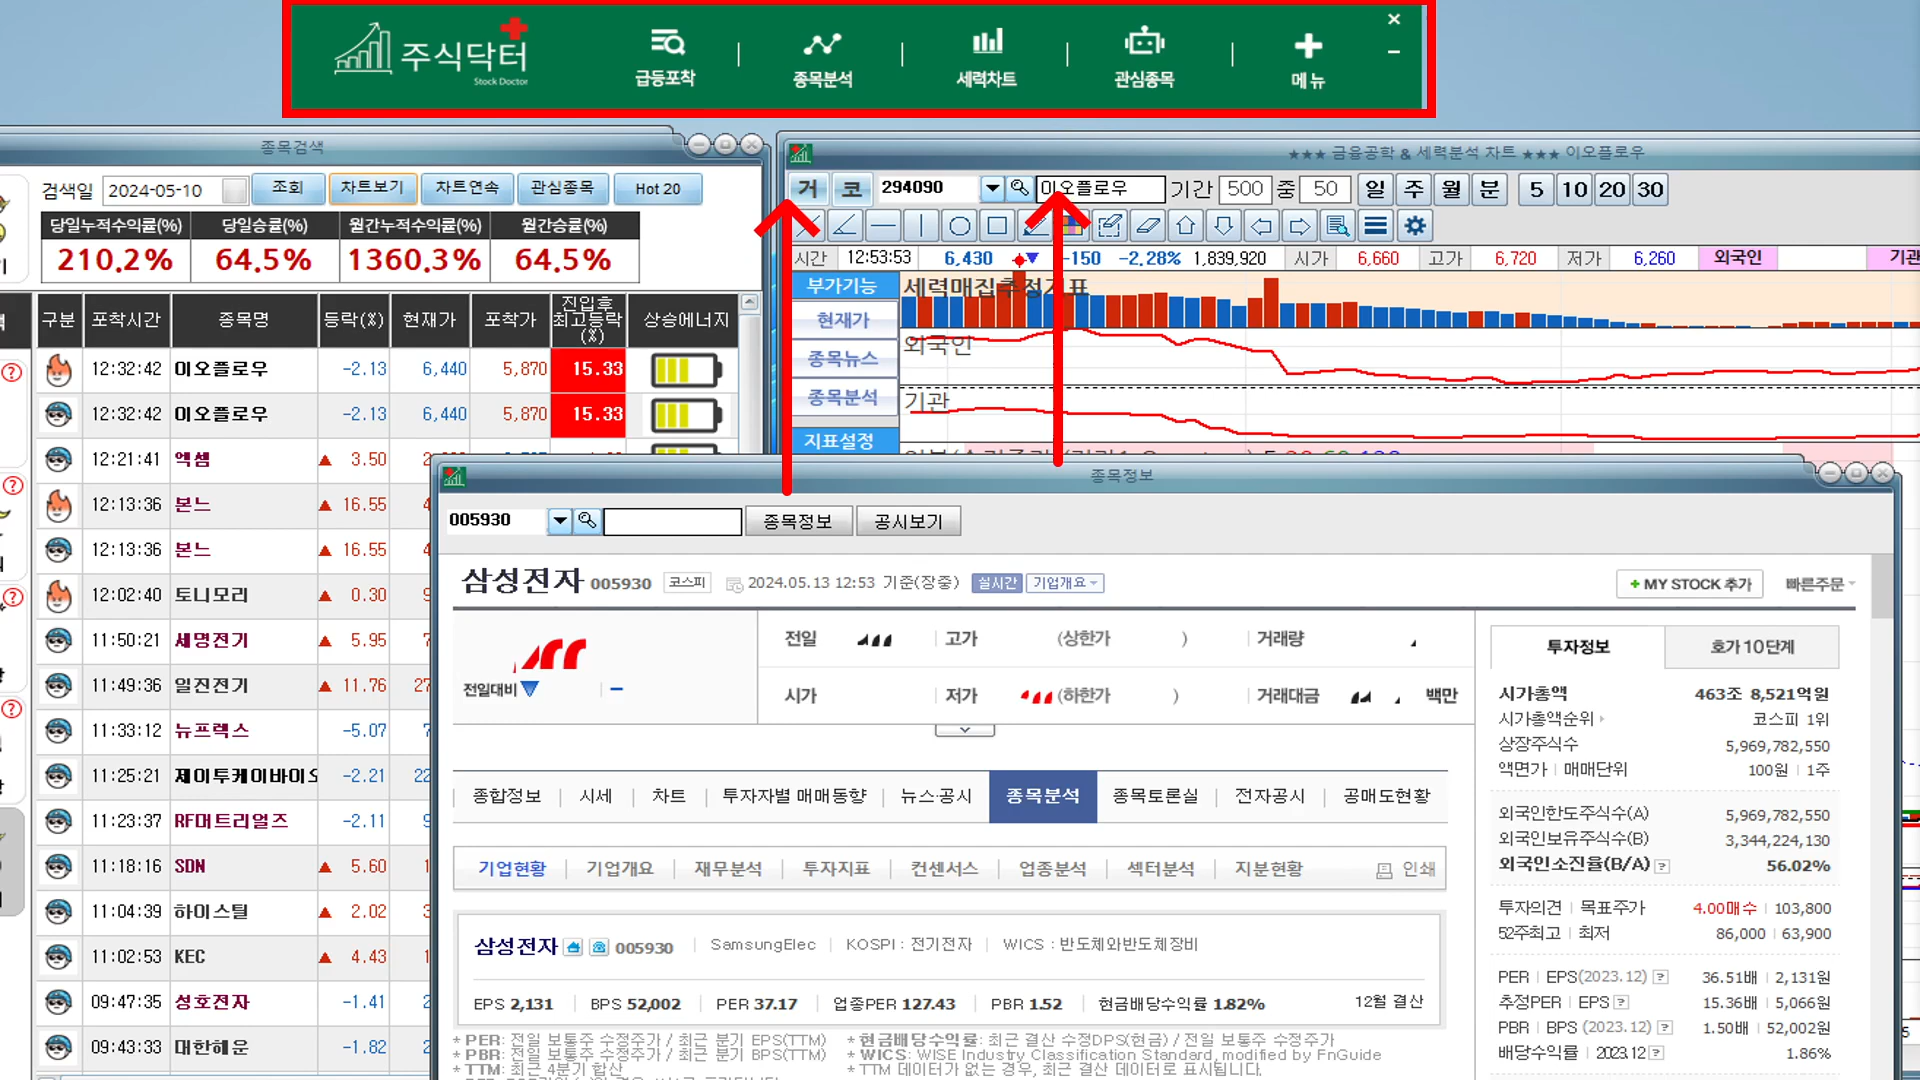 주식닥터
Stock Doctor
급등포착
종목분석
세력차트
관심종목
메뉴
종목검색
검색일 2024-05-10 조회 차트보기 차트연속 관심종목 Hot 20
당일누적수익률(%) 당일승률(%) 월간누적수익률(%) 월간승률(%)
210.2% 64.5% 1360.3% 64.5%
구분 포착시간 종목명 등락(%) 현재가 포착가 진입후 최고등락 (%) 상승에너지
12:32:42 이오플로우 -2.13 6,440 5,870 15.33
12:32:42 이오플로우 -2.13 6,440 5,870 15.33
12:21:41 엑셈 ▲ 3.50
12:13:36 본느 ▲ 16.55
12:13:36 본느 ▲ 16.55
12:02:40 토니모리 ▲ 0.30
11:50:21 세명전기 ▲ 5.95
11:49:36 일진전기 ▲ 11.76
11:33:12 뉴프렉스 -5.07
11:25:21 제이투케이바이오 -2.21
11:23:37 RF머트리얼즈 -2.11
11:18:16 SDN ▲ 5.60
11:04:39 하이스틸 ▲ 2.02
11:02:53 KEC ▲ 4.43
09:47:35 성호전자 -1.41
09:43:33 대한해운 -1.82
★★★ 금융공학 & 세력분석 차트 ★★★ 이오플로우
거 코 294090 이오플로우 기간 500 중 50 일 주 월 분 5 10 20 30
시간 12:53:53 6,430 ▼ -150 -2.28% 1,839,920 시가 6,660 고가 6,720 저가 6,260 외국인 기관
부가기능
현재가
종목뉴스
종목분석
지표설정
세력매집추정지표
외국인
기관
종목정보
005930 종목정보 공시보기
삼성전자 005930 코스피 2024.05.13 12:53 기준(장중) 실시간 기업개요
+ MY STOCK 추가 빠른주문
전일 고가 (상한가 ) 거래량
전일대비 ▼ −
시가 저가 (하한가 ) 거래대금 백만
종합정보 시세 차트 투자자별 매매동향 뉴스·공시 종목분석 종목토론실 전자공시 공매도현황
기업현황 기업개요 재무분석 투자지표 컨센서스 업종분석 섹터분석 지분현황 인쇄
삼성전자 005930 SamsungElec KOSPI : 전기전자 WICS : 반도체와반도체장비
EPS 2,131 BPS 52,002 PER 37.17 업종PER 127.43 PBR 1.52 현금배당수익률 1.82% 12월 결산
* PER: 전일 보통주 수정주가 / 최근 분기 EPS(TTM) * 현금배당수익률: 최근 결산 수정DPS(현금) / 전일 보통주 수정주가
* PBR: 전일 보통주 수정주가 / 최근 분기 BPS(TTM) * WICS: WISE Industry Classification Standard, modified by FnGuide
* TTM: 최근 4분기 합산 * TTM 데이터가 없는 경우, 최근 결산 데이터로 표시됩니다.
투자정보 호가 10단계
시가총액 463조 8,521억원
시가총액순위 코스피 1위
상장주식수 5,969,782,550
액면가 매매단위 100원 1주
외국인한도주식수(A) 5,969,782,550
외국인보유주식수(B) 3,344,224,130
외국인소진율(B/A) ? 56.02%
투자의견 목표주가 4.00매수 103,800
52주최고 최저 86,000 63,900
PER EPS(2023.12) ? 36.51배 2,131원
추정PER EPS ? 15.36배 5,066원
PBR BPS (2023.12) ? 1.50배 52,002원
배당수익률 2023.12 ? 1.86%